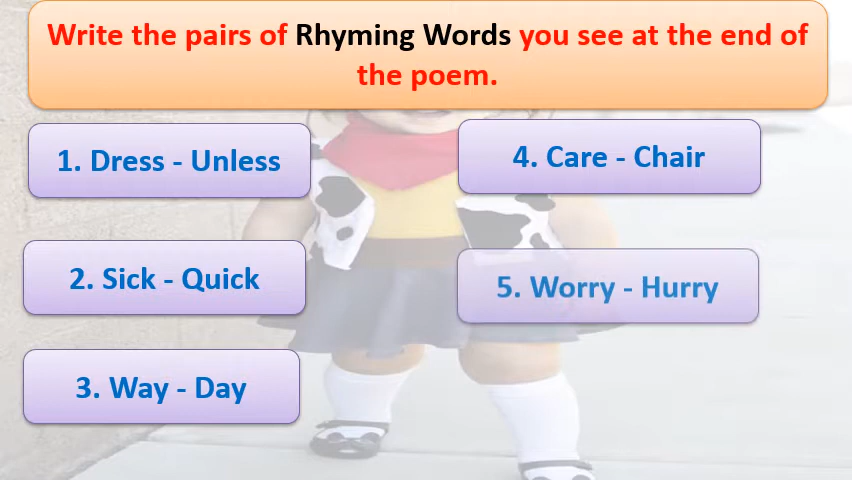 Write the pairs of Rhyming Words you see at the end of
the poem.
1. Dress - Unless
2. Sick - Quick
3. Way - Day
4. Care - Chair
5. Worry - Hurry